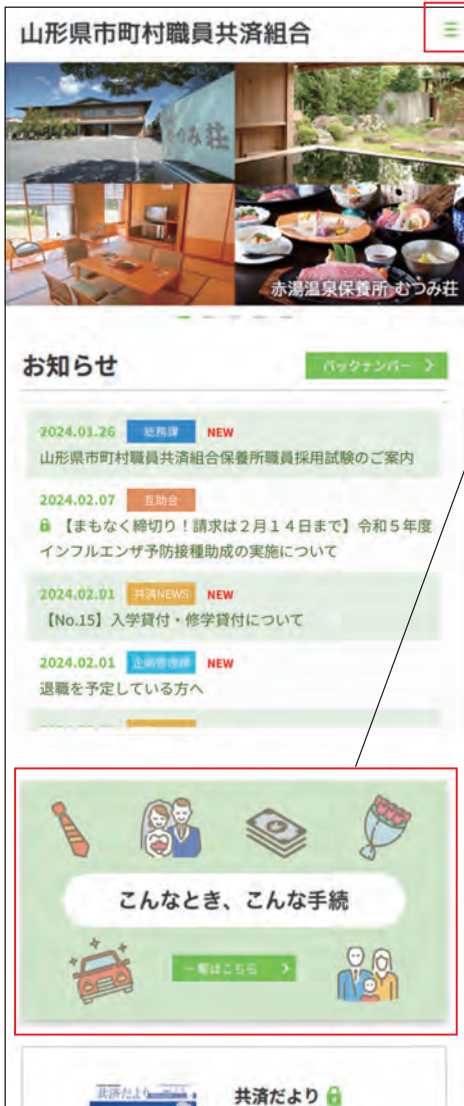 山形県市町村職員共済組合
赤湯温泉保養所 むつみ荘
お知らせ
バックナンバー
2024.01.26 総務課 NEW
山形県市町村職員共済組合保養所職員採用試験のご案内
2024.02.07 互助会
【まもなく締切り！請求は２月１４日まで】令和５年度
インフルエンザ予防接種助成の実施について
2024.02.01 共済NEWS NEW
【No.15】入学貸付・修学貸付について
2024.02.01 企画管理課 NEW
退職を予定している方へ
こんなとき、こんな手続
一覧はこちら
共済だより
共済だより